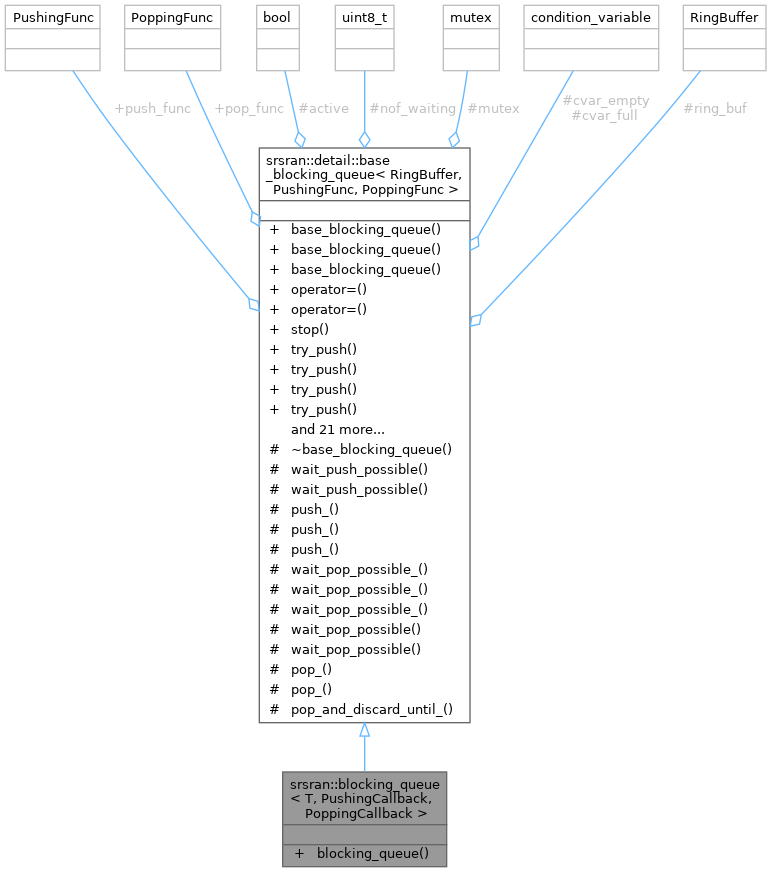 PushingFunc
PoppingFunc
bool
uint8_t
mutex
condition_variable
RingBuffer
+push_func
+pop_func
#active
#nof_waiting
#mutex
#cvar_empty
#cvar_full
#ring_buf
srsran::detail::base
_blocking_queue< RingBuffer,
PushingFunc, PoppingFunc >
+ base_blocking_queue()
+ base_blocking_queue()
+ base_blocking_queue()
+ operator=()
+ operator=()
+ stop()
+ try_push()
+ try_push()
+ try_push()
+ try_push()
and 21 more...
# ~base_blocking_queue()
# wait_push_possible()
# wait_push_possible()
# push_()
# push_()
# push_()
# wait_pop_possible_()
# wait_pop_possible_()
# wait_pop_possible_()
# wait_pop_possible()
# wait_pop_possible()
# pop_()
# pop_()
# pop_and_discard_until_()
srsran::blocking_queue
< T, PushingCallback,
PoppingCallback >
+ blocking_queue()